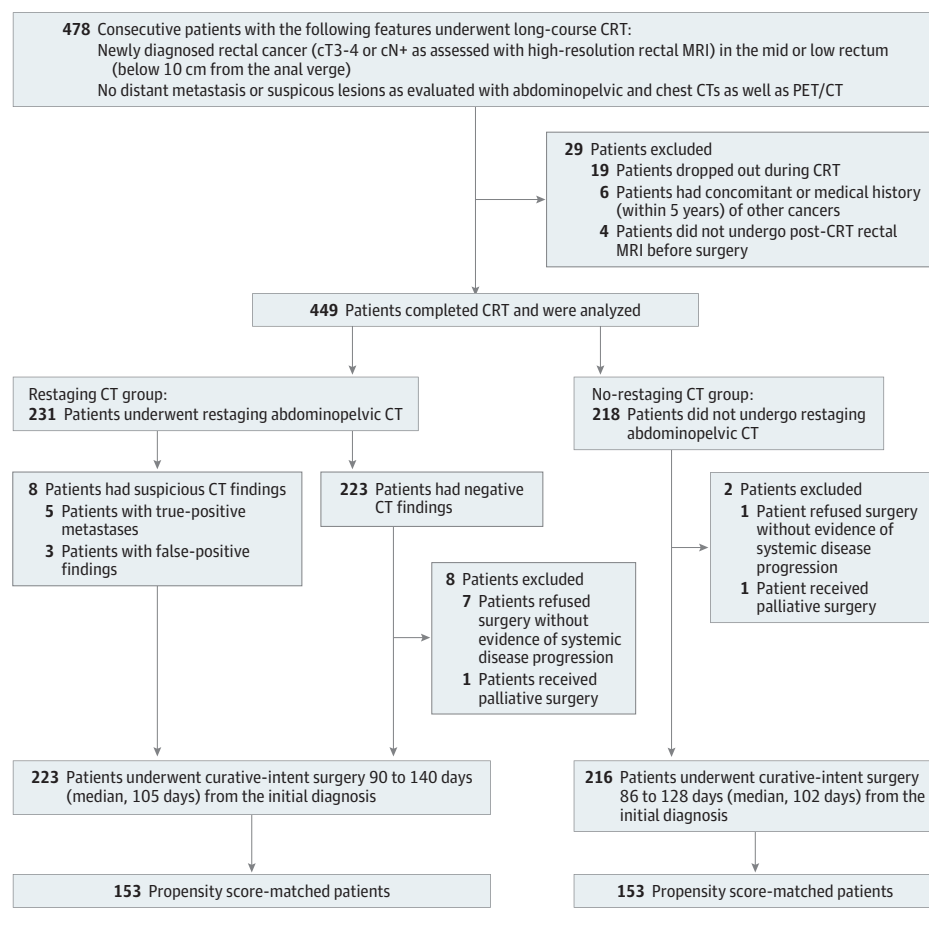 478 Consecutive patients with the following features underwent long-course CRT:
Newly diagnosed rectal cancer (cT3-4 or cN+ as assessed with high-resolution rectal MRI) in the mid or low rectum
(below 10 cm from the anal verge)
No distant metastasis or suspicous lesions as evaluated with abdominopelvic and chest CTs as well as PET/CT
29 Patients excluded
19 Patients dropped out during CRT
6 Patients had concomitant or medical history
(within 5 years) of other cancers
4 Patients did not undergo post-CRT rectal
MRI before surgery
449 Patients completed CRT and were analyzed
Restaging CT group:
231 Patients underwent restaging abdominopelvic CT
No-restaging CT group:
218 Patients did not undergo restaging
abdominopelvic CT
8 Patients had suspicious CT findings
5 Patients with true-positive
metastases
3 Patients with false-positive
findings
223 Patients had negative
CT findings
2 Patients excluded
1 Patient refused surgery
without evidence of
systemic disease
progression
1 Patient received
palliative surgery
8 Patients excluded
7 Patients refused
surgery without
evidence of systemic
disease progression
1 Patients received
palliative surgery
223 Patients underwent curative-intent surgery 90 to 140 days
(median, 105 days) from the initial diagnosis
216 Patients underwent curative-intent surgery
86 to 128 days (median, 102 days) from the
initial diagnosis
153 Propensity score-matched patients
153 Propensity score-matched patients